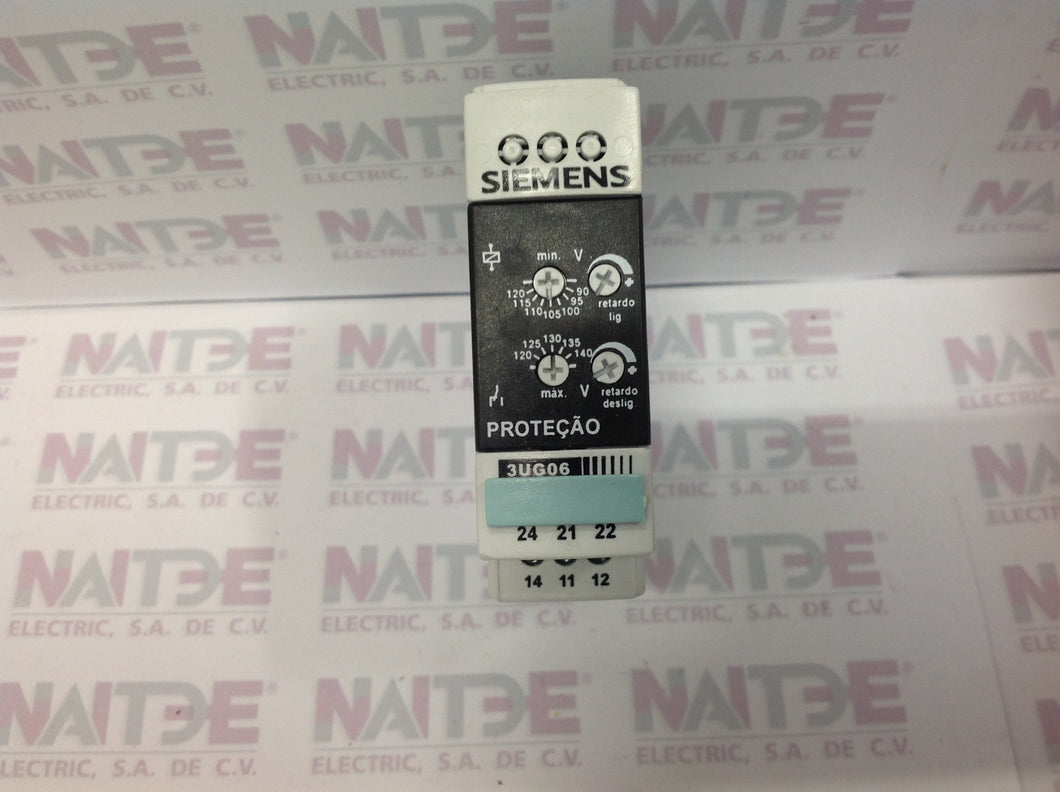 NAITDE
ELECTRIC, S.A. DE C.V.
SIEMENS
min. V
120 115 110 105 100 95 90
retardo
lig
120 125 130 135 140
máx. V
retardo
deslig.
PROTEÇÃO
3UG06
24 21 22
14 11 12